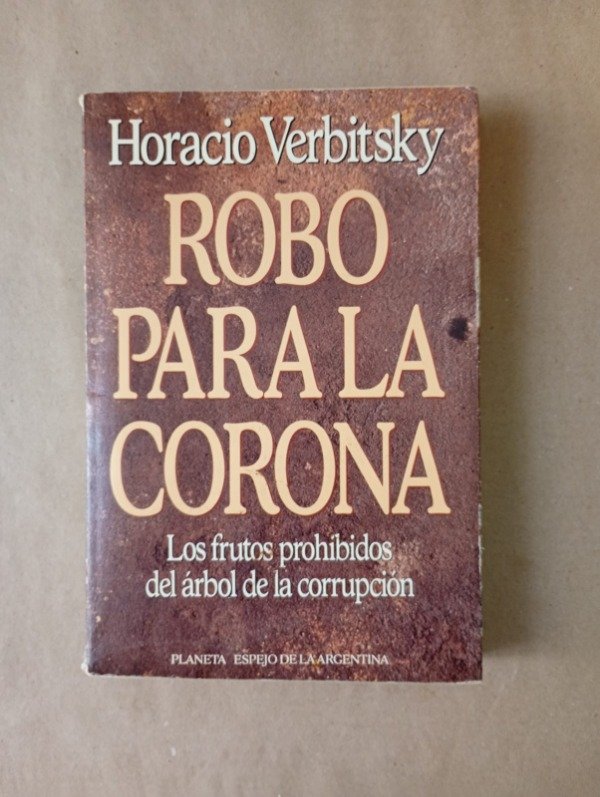 Horacio Verbitsky
ROBO
PARA LA
CORONA
Los frutos prohibidos
del árbol de la corrupción
PLANETA ESPEJO DE LA ARGENTINA